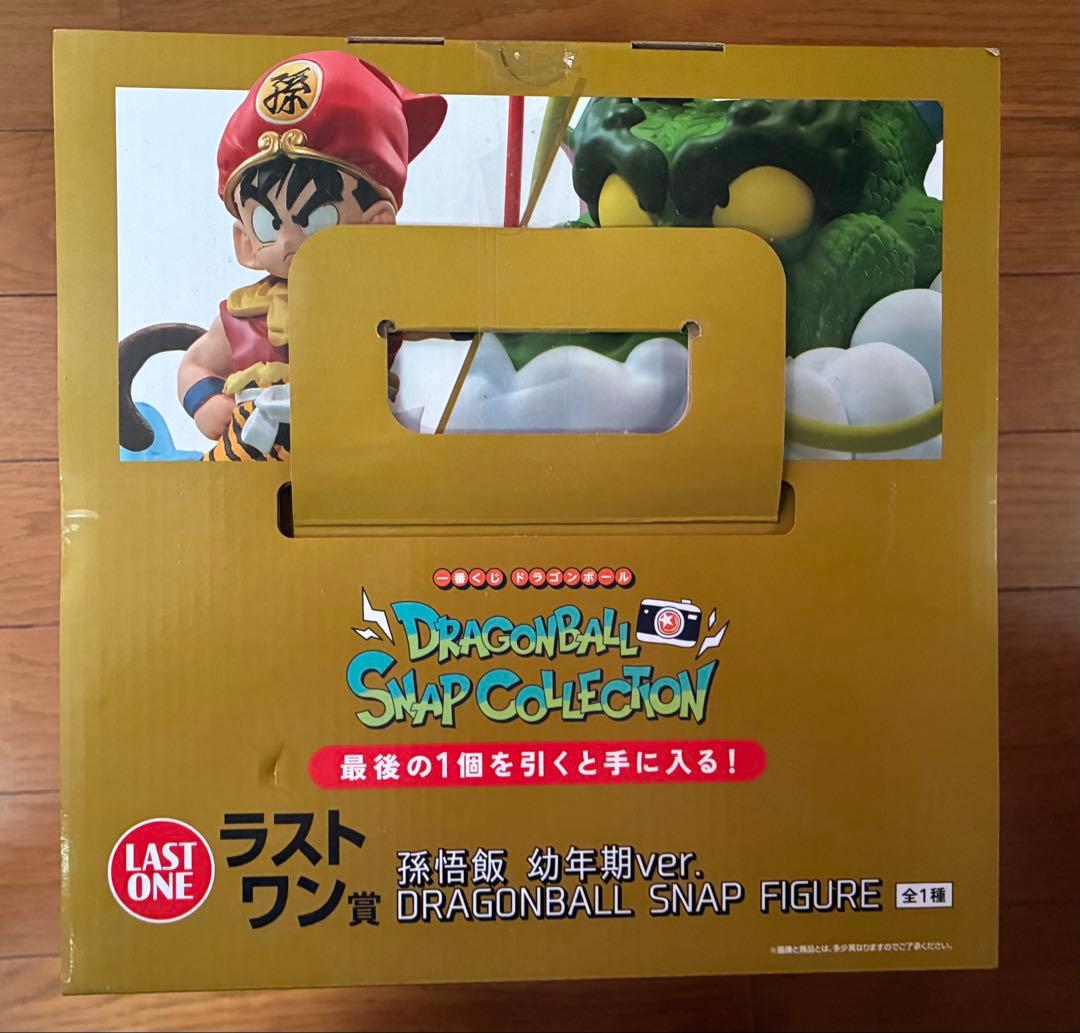 孫
一番くじ ドラゴンボール
DRAGONBALL
SNAP COLLECTION
最後の1個を引くと手に入る!
LAST
ONE
ラスト
ワン賞
孫悟飯 幼年期ver.
DRAGONBALL SNAP FIGURE 全1種
※画像と商品とは、多少異なりますのでご了承ください。